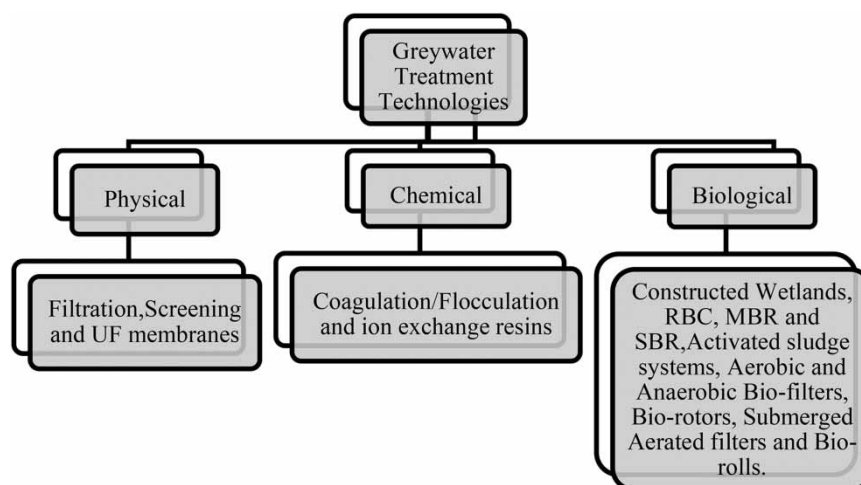 Greywater
Treatment
Technologies
Physical
Chemical
Biological
Filtration,Screening
and UF membranes
Coagulation/Flocculation
and ion exchange resins
Constructed Wetlands,
RBC, MBR and
SBR,Activated sludge
systems, Aerobic and
Anaerobic Bio-filters,
Bio-rotors, Submerged
Aerated filters and Bio-
rolls.